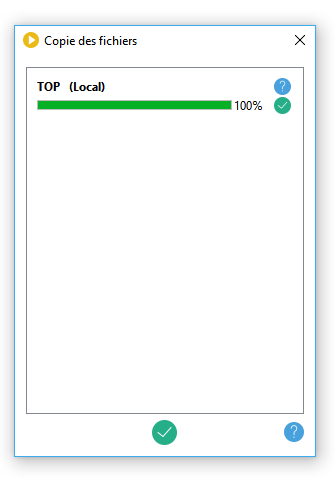 Copie des fichiers
TOP (Local)
100%